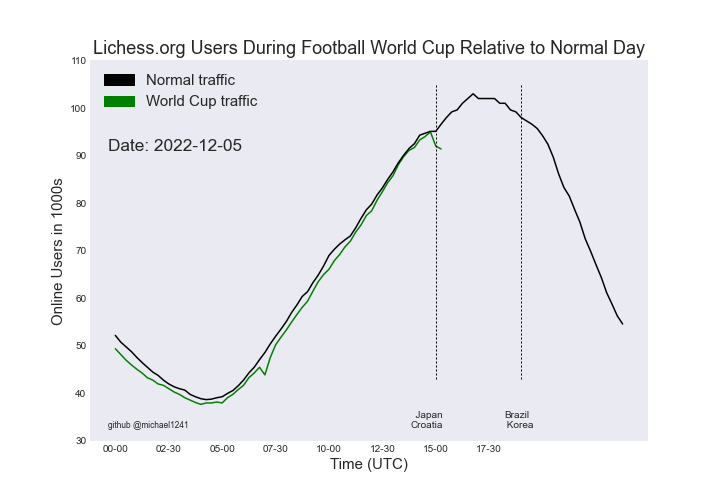 Lichess.org Users During Football World Cup Relative to Normal Day
110
100
90
80
70
60
50
40
30
Online Users in 1000s
Normal traffic
World Cup traffic
Date: 2022-12-05
github @michael1241
Japan
Croatia
Brazil
Korea
00-00 02-30 05-00 07-30 10-00 12-30 15-00 17-30
Time (UTC)